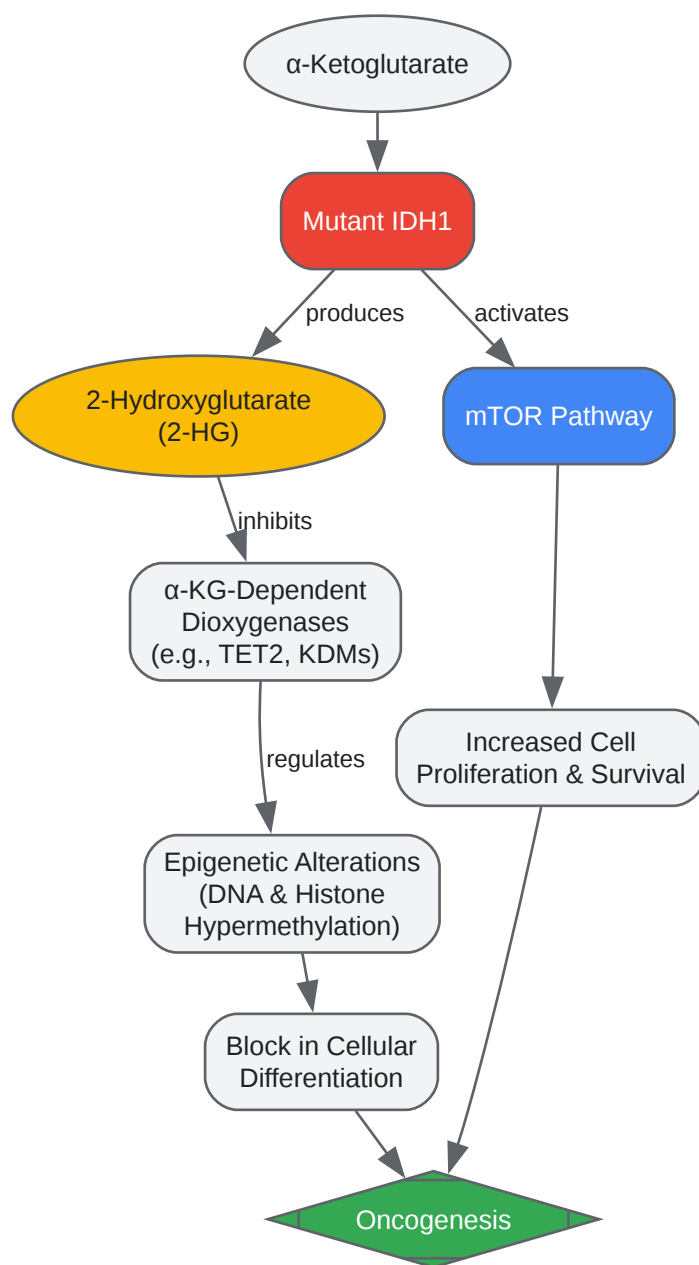 α-Ketoglutarate
Mutant IDH1
produces
activates
2-Hydroxyglutarate
(2-HG)
mTOR Pathway
inhibits
α-KG-Dependent
Dioxygenases
(e.g., TET2, KDMs)
regulates
Increased Cell
Proliferation & Survival
Epigenetic Alterations
(DNA & Histone
Hypermethylation)
Block in Cellular
Differentiation
Oncogenesis